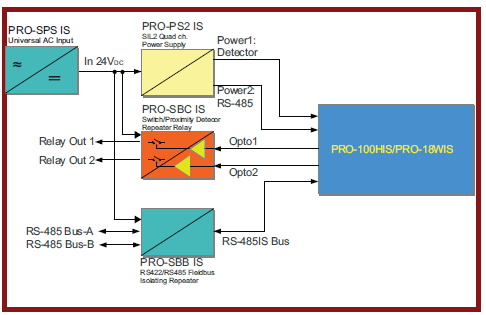 PRO-SPS IS
Universal AC Input
In 24VDC
PRO-PS2 IS
SIL2 Quad ch.
Power Supply
Power1:
Detector
Power2:
RS-485
PRO-SBC IS
Switch/Proximity Detecor
Repeater Relay
Relay Out 1
Relay Out 2
Opto1
Opto2
PRO-100HIS/PRO-18WIS
RS-485 Bus-A
RS-485 Bus-B
RS-485IS Bus
PRO-SBB IS
RS422/RS485 Fieldbus
Isolating Repeater